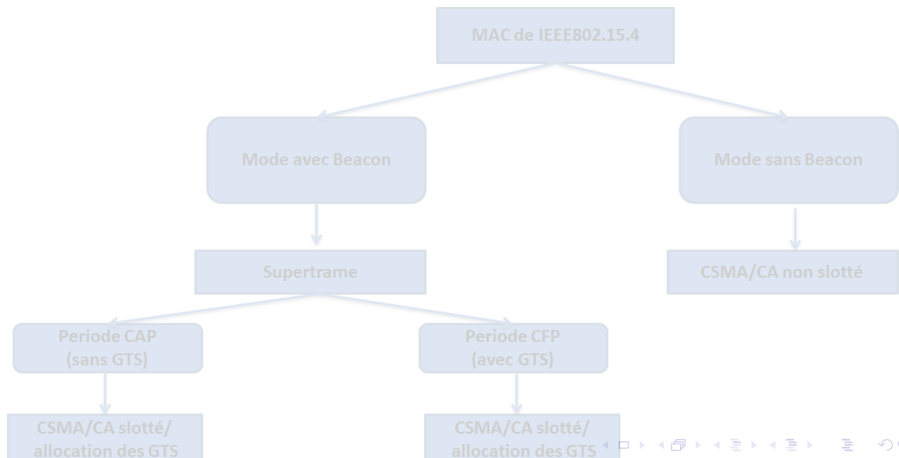 MAC de IEEE802.15.4
Mode avec Beacon
Mode sans Beacon
Supertrame
CSMA/CA non slotté
Periode CAP
(sans GTS)
Periode CFP
(avec GTS)
CSMA/CA slotté/
allocation des GTS
CSMA/CA slotté/
allocation des GTS